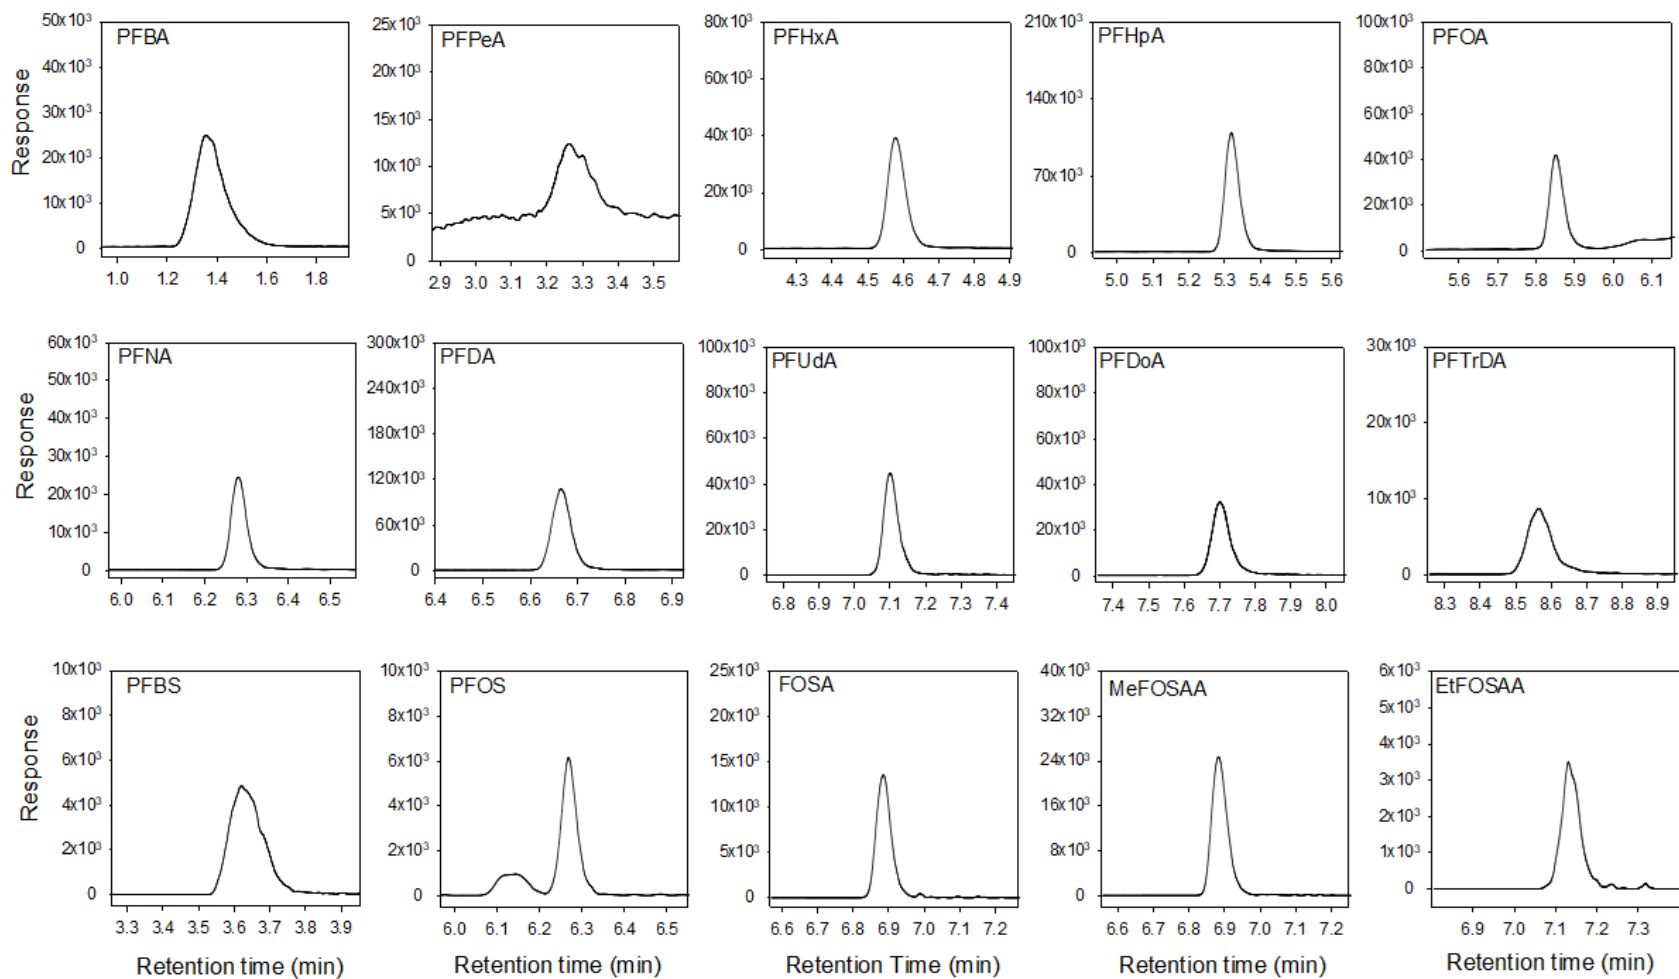 PFBA
50x10³
40x10³
30x10³
20x10³
10x10³
0
1.0 1.2 1.4 1.6 1.8
Response
PFPeA
25x10³
20x10³
15x10³
10x10³
5x10³
0
2.9 3.0 3.1 3.2 3.3 3.4 3.5
PFHxA
80x10³
60x10³
40x10³
20x10³
0
4.3 4.4 4.5 4.6 4.7 4.8 4.9
PFHpA
210x10³
140x10³
70x10³
0
5.0 5.1 5.2 5.3 5.4 5.5 5.6
PFOA
100x10³
80x10³
60x10³
40x10³
20x10³
0
5.6 5.7 5.8 5.9 6.0 6.1
PFNA
60x10³
50x10³
40x10³
30x10³
20x10³
10x10³
0
6.0 6.1 6.2 6.3 6.4 6.5
Response
PFDA
300x10³
240x10³
180x10³
120x10³
60x10³
0
6.4 6.5 6.6 6.7 6.8 6.9
PFUdA
100x10³
80x10³
60x10³
40x10³
20x10³
0
6.8 6.9 7.0 7.1 7.2 7.3 7.4
PFDoA
100x10³
80x10³
60x10³
40x10³
20x10³
0
7.4 7.5 7.6 7.7 7.8 7.9 8.0
PFTrDA
30x10³
20x10³
10x10³
0
8.3 8.4 8.5 8.6 8.7 8.8 8.9
PFBS
10x10³
8x10³
6x10³
4x10³
2x10³
0
3.3 3.4 3.5 3.6 3.7 3.8 3.9
Response
Retention time (min)
PFOS
10x10³
8x10³
6x10³
4x10³
2x10³
0
6.0 6.1 6.2 6.3 6.4 6.5
Retention time (min)
FOSA
25x10³
20x10³
15x10³
10x10³
5x10³
0
6.6 6.7 6.8 6.9 7.0 7.1 7.2
Retention Time (min)
MeFOSAA
40x10³
32x10³
24x10³
16x10³
8x10³
0
6.6 6.7 6.8 6.9 7.0 7.1 7.2
Retention time (min)
EtFOSAA
6x10³
5x10³
4x10³
3x10³
2x10³
1x10³
0
6.9 7.0 7.1 7.2 7.3
Retention time (min)